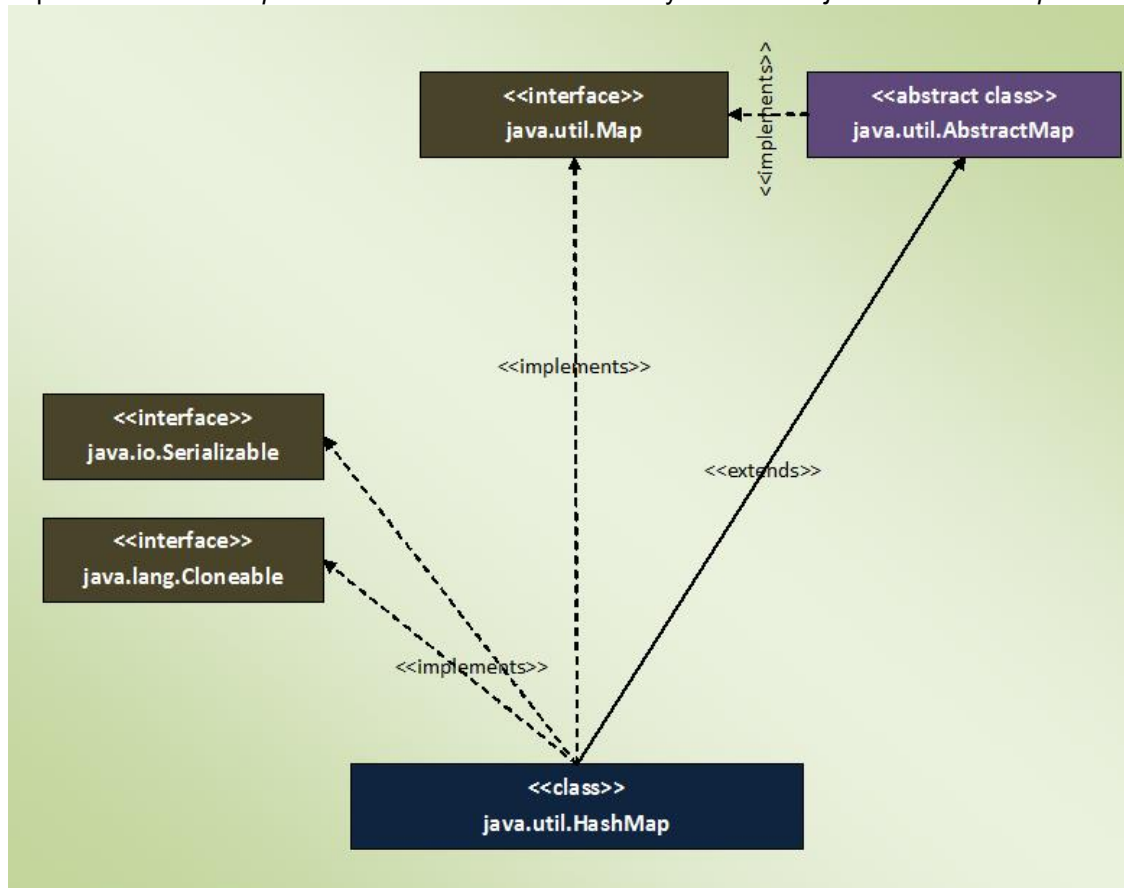 <<interface>>
java.util.Map
<<implements>>
<<abstract class>>
java.util.AbstractMap
<<implements>>
<<interface>>
java.io.Serializable
<<extends>>
<<interface>>
java.lang.Cloneable
<<implements>>
<<class>>
java.util.HashMap